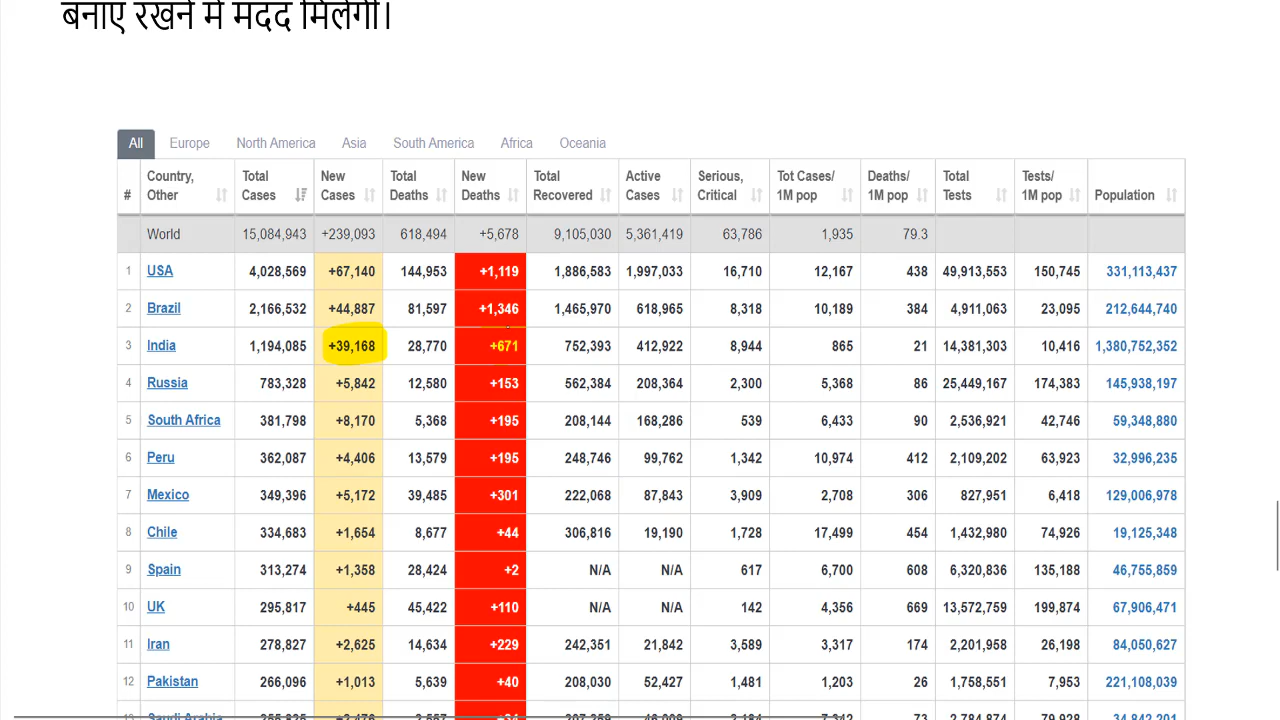 बनाए रखने में मदद मिलेगी।
All Europe North America Asia South America Africa Oceania
# Country, Other Total Cases New Cases Total Deaths New Deaths Total Recovered Active Cases Serious, Critical Tot Cases/ 1M pop Deaths/ 1M pop Total Tests Tests/ 1M pop Population
World 15,084,943 +239,093 618,494 +5,678 9,105,030 5,361,419 63,786 1,935 79.3
1 USA 4,028,569 +67,140 144,953 +1,119 1,886,583 1,997,033 16,710 12,167 438 49,913,553 150,745 331,113,437
2 Brazil 2,166,532 +44,887 81,597 +1,346 1,465,970 618,965 8,318 10,189 384 4,911,063 23,095 212,644,740
3 India 1,194,085 +39,168 28,770 +671 752,393 412,922 8,944 865 21 14,381,303 10,416 1,380,752,352
4 Russia 783,328 +5,842 12,580 +153 562,384 208,364 2,300 5,368 86 25,449,167 174,383 145,938,197
5 South Africa 381,798 +8,170 5,368 +195 208,144 168,286 539 6,433 90 2,536,921 42,746 59,348,880
6 Peru 362,087 +4,406 13,579 +195 248,746 99,762 1,342 10,974 412 2,109,202 63,923 32,996,235
7 Mexico 349,396 +5,172 39,485 +301 222,068 87,843 3,909 2,708 306 827,951 6,418 129,006,978
8 Chile 334,683 +1,654 8,677 +44 306,816 19,190 1,728 17,499 454 1,432,980 74,926 19,125,348
9 Spain 313,274 +1,358 28,424 +2 N/A N/A 617 6,700 608 6,320,836 135,188 46,755,859
10 UK 295,817 +445 45,422 +110 N/A N/A 142 4,356 669 13,572,759 199,874 67,906,471
11 Iran 278,827 +2,625 14,634 +229 242,351 21,842 3,589 3,317 174 2,201,958 26,198 84,050,627
12 Pakistan 266,096 +1,013 5,639 +40 208,030 52,427 1,481 1,203 26 1,758,551 7,953 221,108,039
13 Saudi Arabia